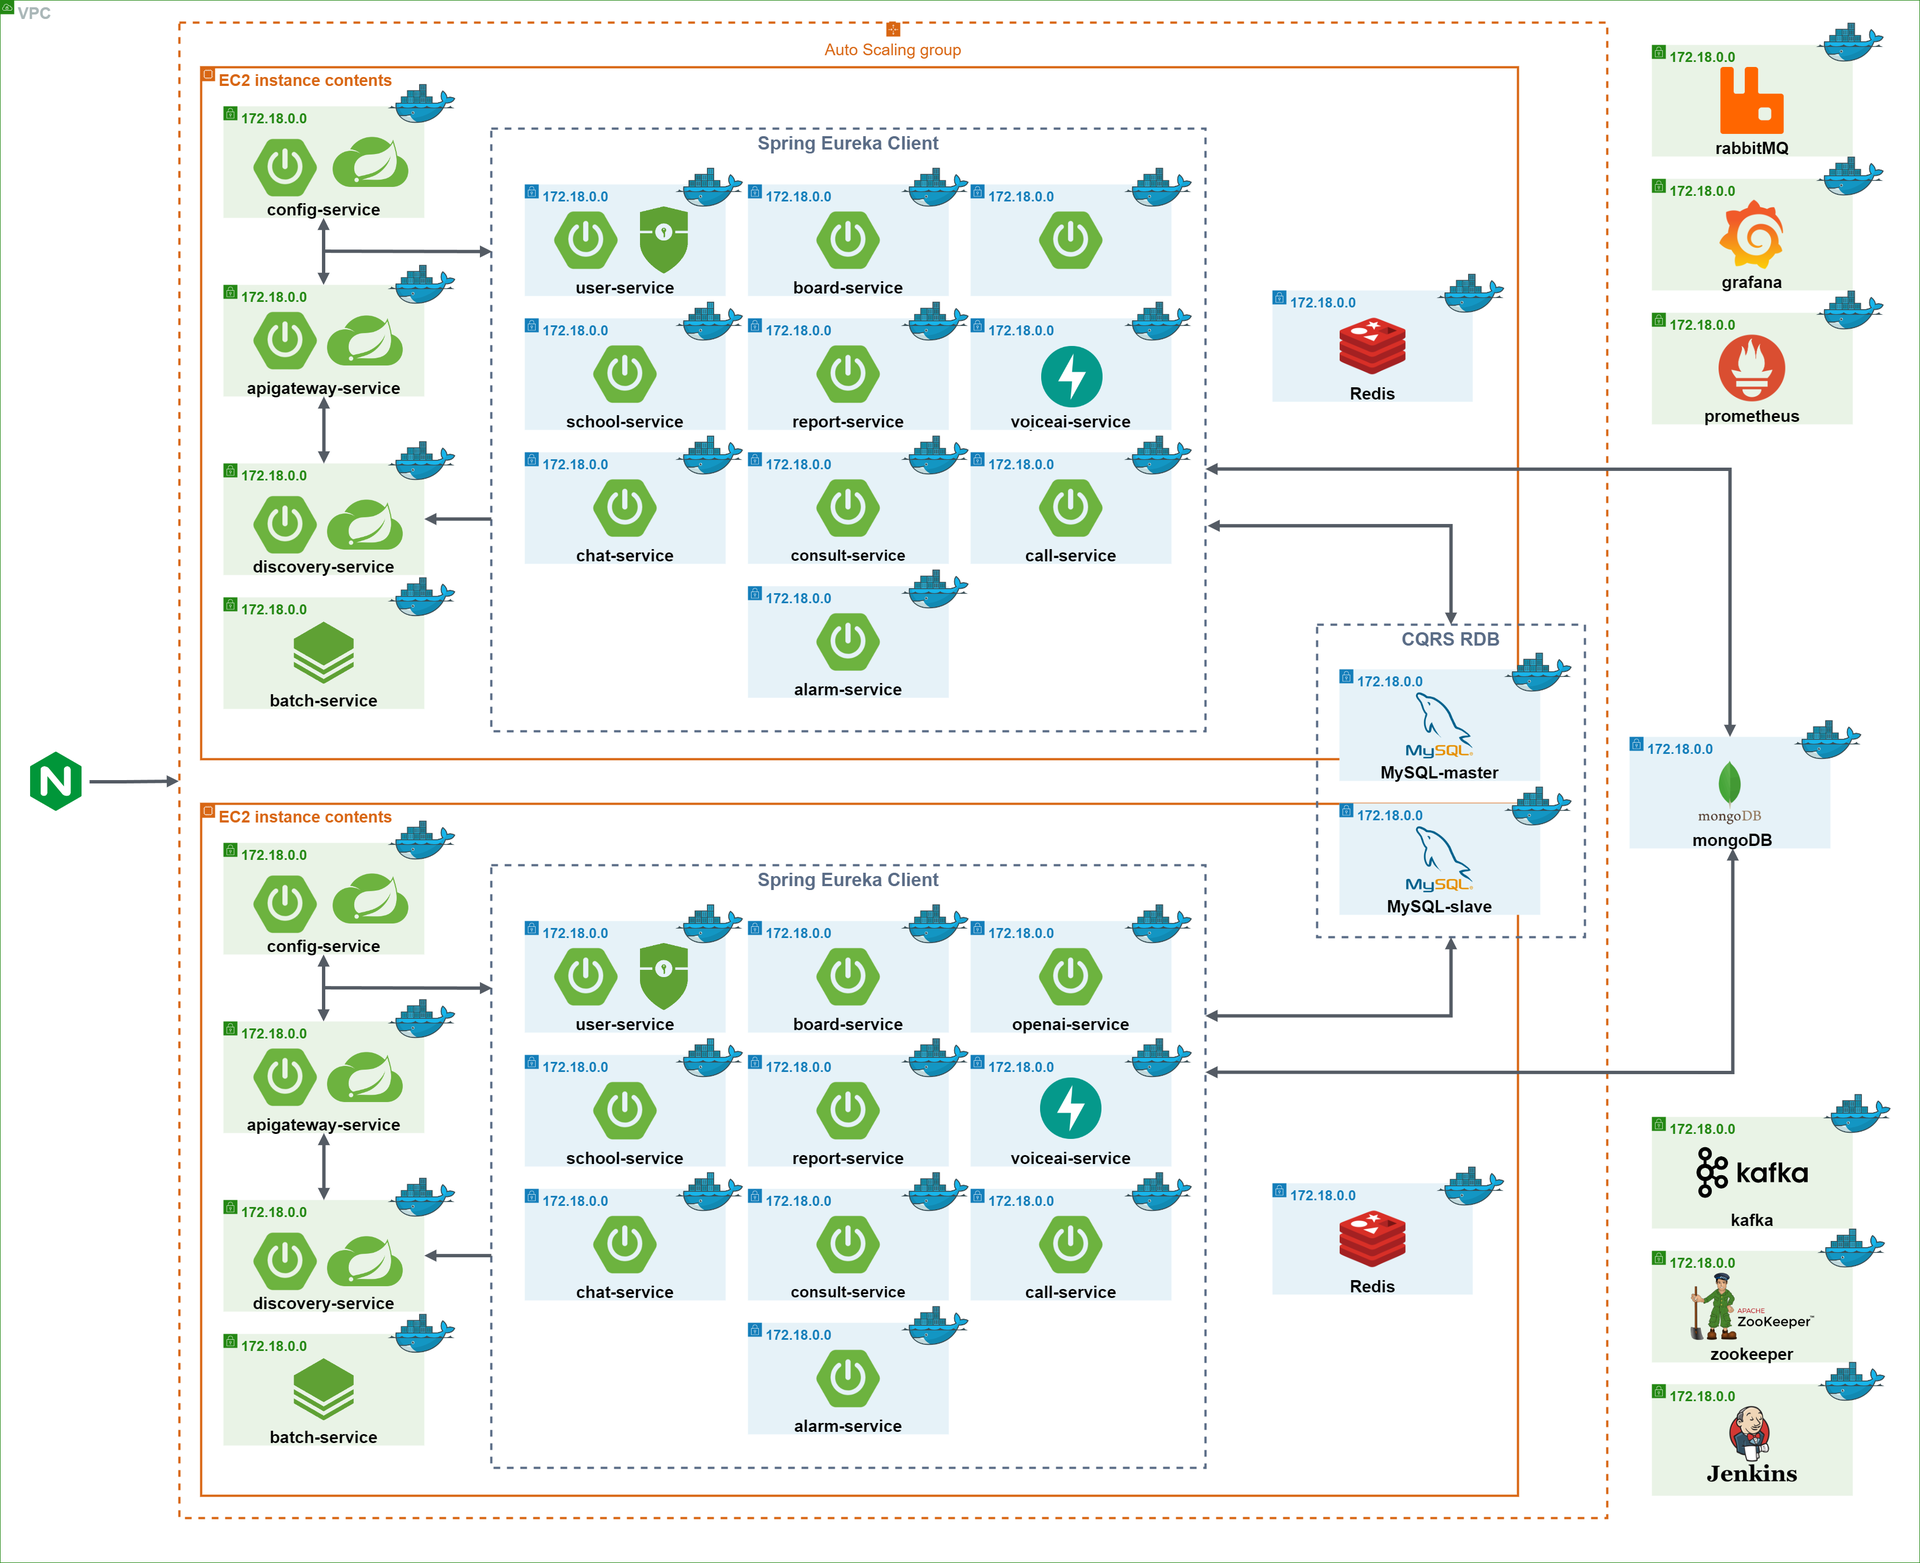 VPC
Auto Scaling group
EC2 instance contents
172.18.0.0
config-service
172.18.0.0
apigateway-service
172.18.0.0
discovery-service
172.18.0.0
batch-service
Spring Eureka Client
172.18.0.0
user-service
172.18.0.0
board-service
172.18.0.0
172.18.0.0
school-service
172.18.0.0
report-service
172.18.0.0
voiceai-service
172.18.0.0
chat-service
172.18.0.0
consult-service
172.18.0.0
call-service
172.18.0.0
alarm-service
172.18.0.0
Redis
CQRS RDB
172.18.0.0
MySQL
MySQL-master
172.18.0.0
MySQL
MySQL-slave
EC2 instance contents
172.18.0.0
config-service
172.18.0.0
apigateway-service
172.18.0.0
discovery-service
172.18.0.0
batch-service
Spring Eureka Client
172.18.0.0
user-service
172.18.0.0
board-service
172.18.0.0
openai-service
172.18.0.0
school-service
172.18.0.0
report-service
172.18.0.0
voiceai-service
172.18.0.0
chat-service
172.18.0.0
consult-service
172.18.0.0
call-service
172.18.0.0
alarm-service
172.18.0.0
Redis
172.18.0.0
rabbitMQ
172.18.0.0
grafana
172.18.0.0
prometheus
172.18.0.0
mongoDB
mongoDB
172.18.0.0
kafka
kafka
172.18.0.0
APACHE
ZooKeeper™
zookeeper
172.18.0.0
Jenkins
N